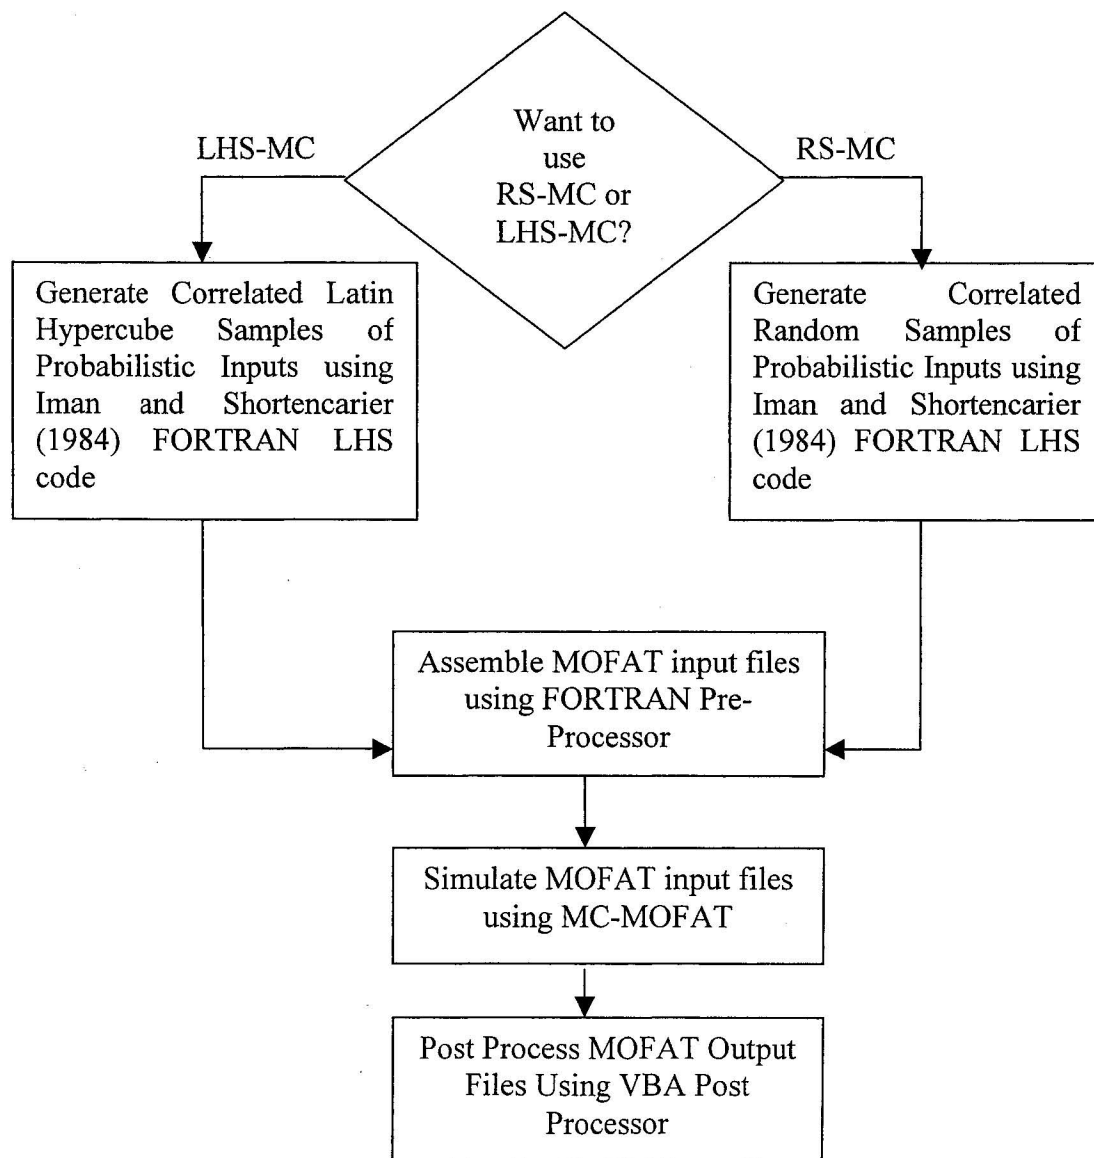 Want to
use
RS-MC or
LHS-MC?
LHS-MC
RS-MC
Generate Correlated Latin
Hypercube Samples of
Probabilistic Inputs using
Iman and Shortencarier
(1984) FORTRAN LHS
code
Generate Correlated
Random Samples of
Probabilistic Inputs using
Iman and Shortencarier
(1984) FORTRAN LHS
code
Assemble MOFAT input files
using FORTRAN Pre-
Processor
Simulate MOFAT input files
using MC-MOFAT
Post Process MOFAT Output
Files Using VBA Post
Processor